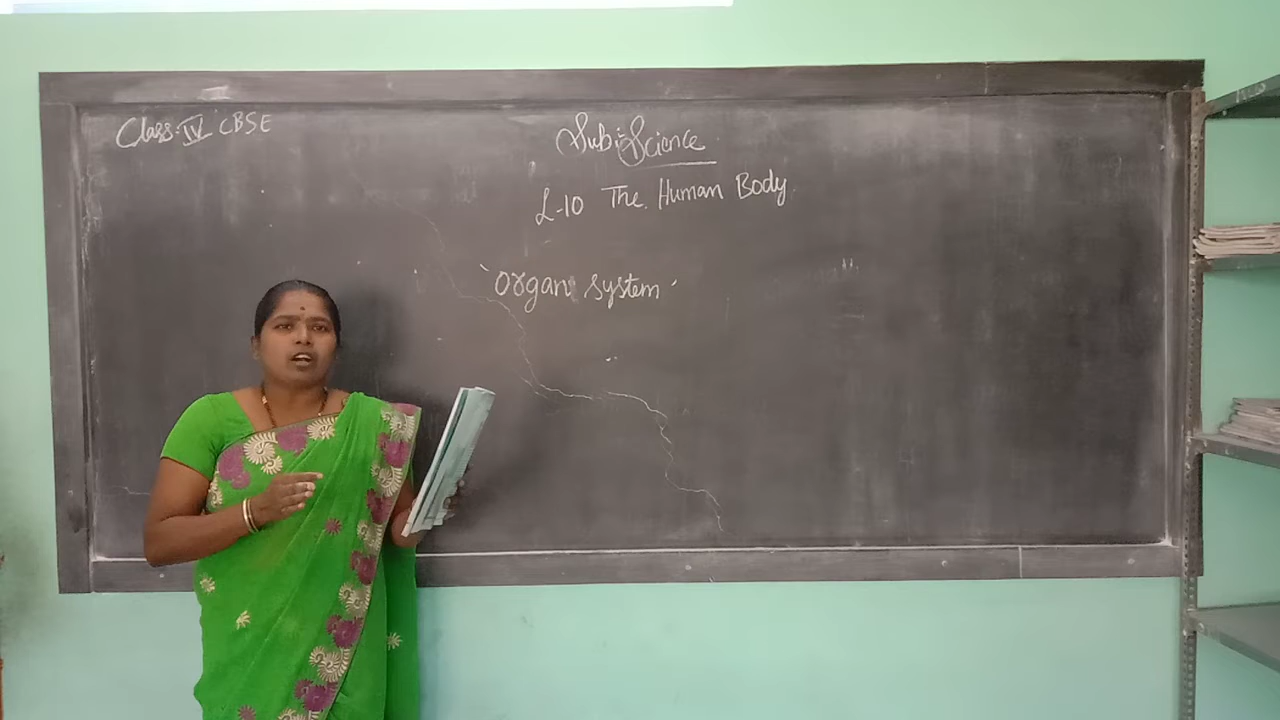 Class: IV CBSE
Sub:- Science
L-10 The Human Body
'Organ system'